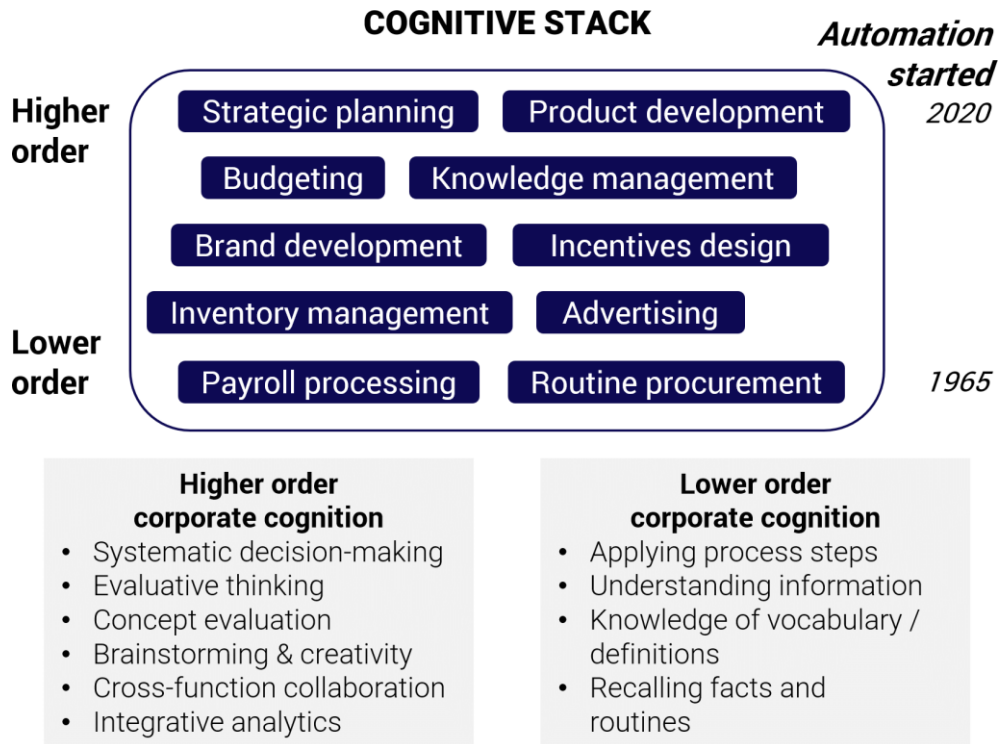 COGNITIVE STACK
Automation
started
2020
Higher
order
Strategic planning
Product development
Budgeting
Knowledge management
Brand development
Incentives design
Inventory management
Advertising
Lower
order
Payroll processing
Routine procurement
1965
Higher order
corporate cognition
• Systematic decision-making
• Evaluative thinking
• Concept evaluation
• Brainstorming & creativity
• Cross-function collaboration
• Integrative analytics
Lower order
corporate cognition
• Applying process steps
• Understanding information
• Knowledge of vocabulary /
definitions
• Recalling facts and
routines